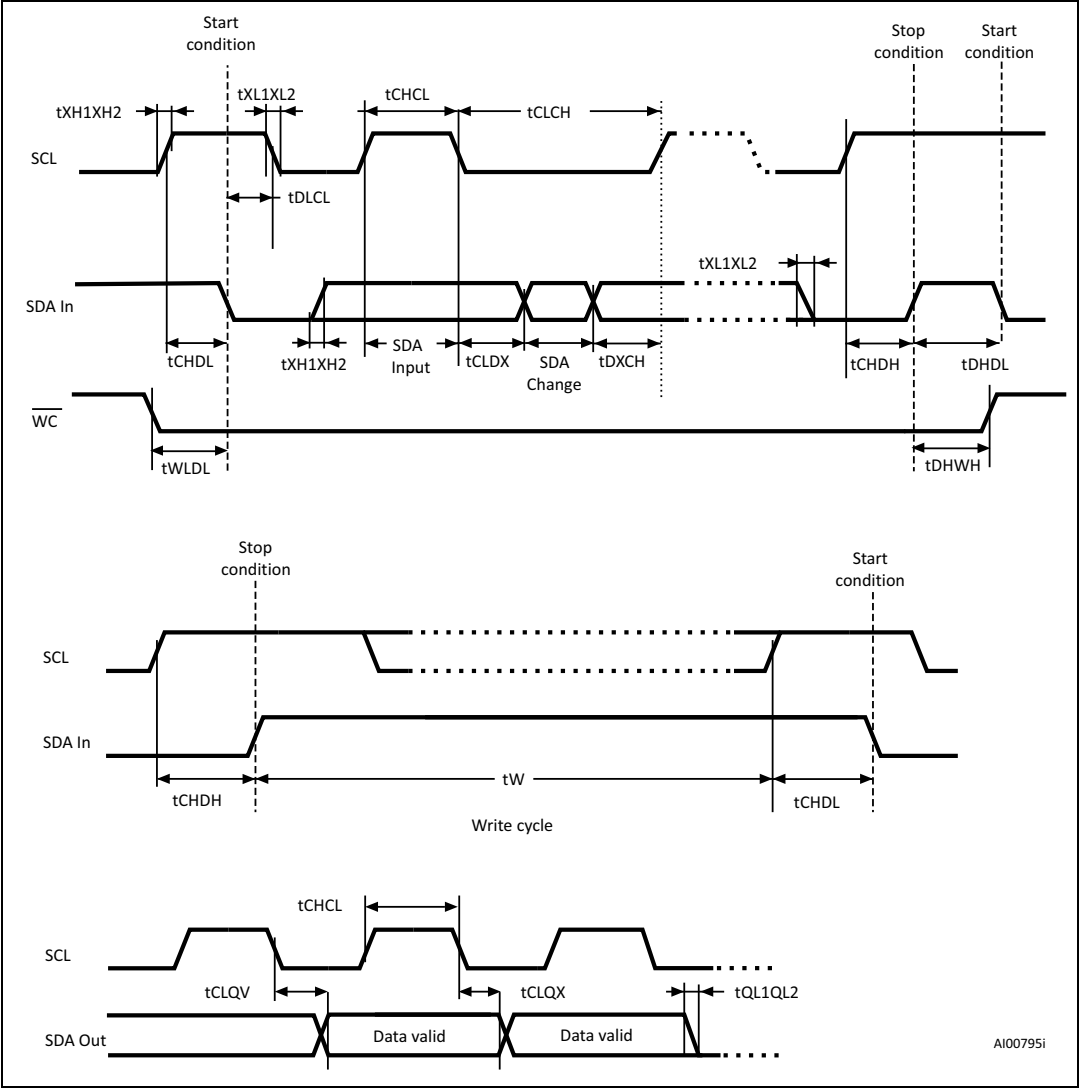 Start
condition
Stop
condition
Start
condition
tXH1XH2
tXL1XL2
tCHCL
tCLCH
SCL
tDLCL
tXL1XL2
SDA In
tCHDL
tXH1XH2
SDA
Input
tCLDX
SDA
Change
tDXCH
tCHDH
tDHDL
WC
tWLDL
tDHWH
Stop
condition
Start
condition
SCL
SDA In
tCHDH
tW
tCHDL
Write cycle
tCHCL
SCL
tCLQV
tCLQX
tQL1QL2
SDA Out
Data valid
Data valid
AI00795i